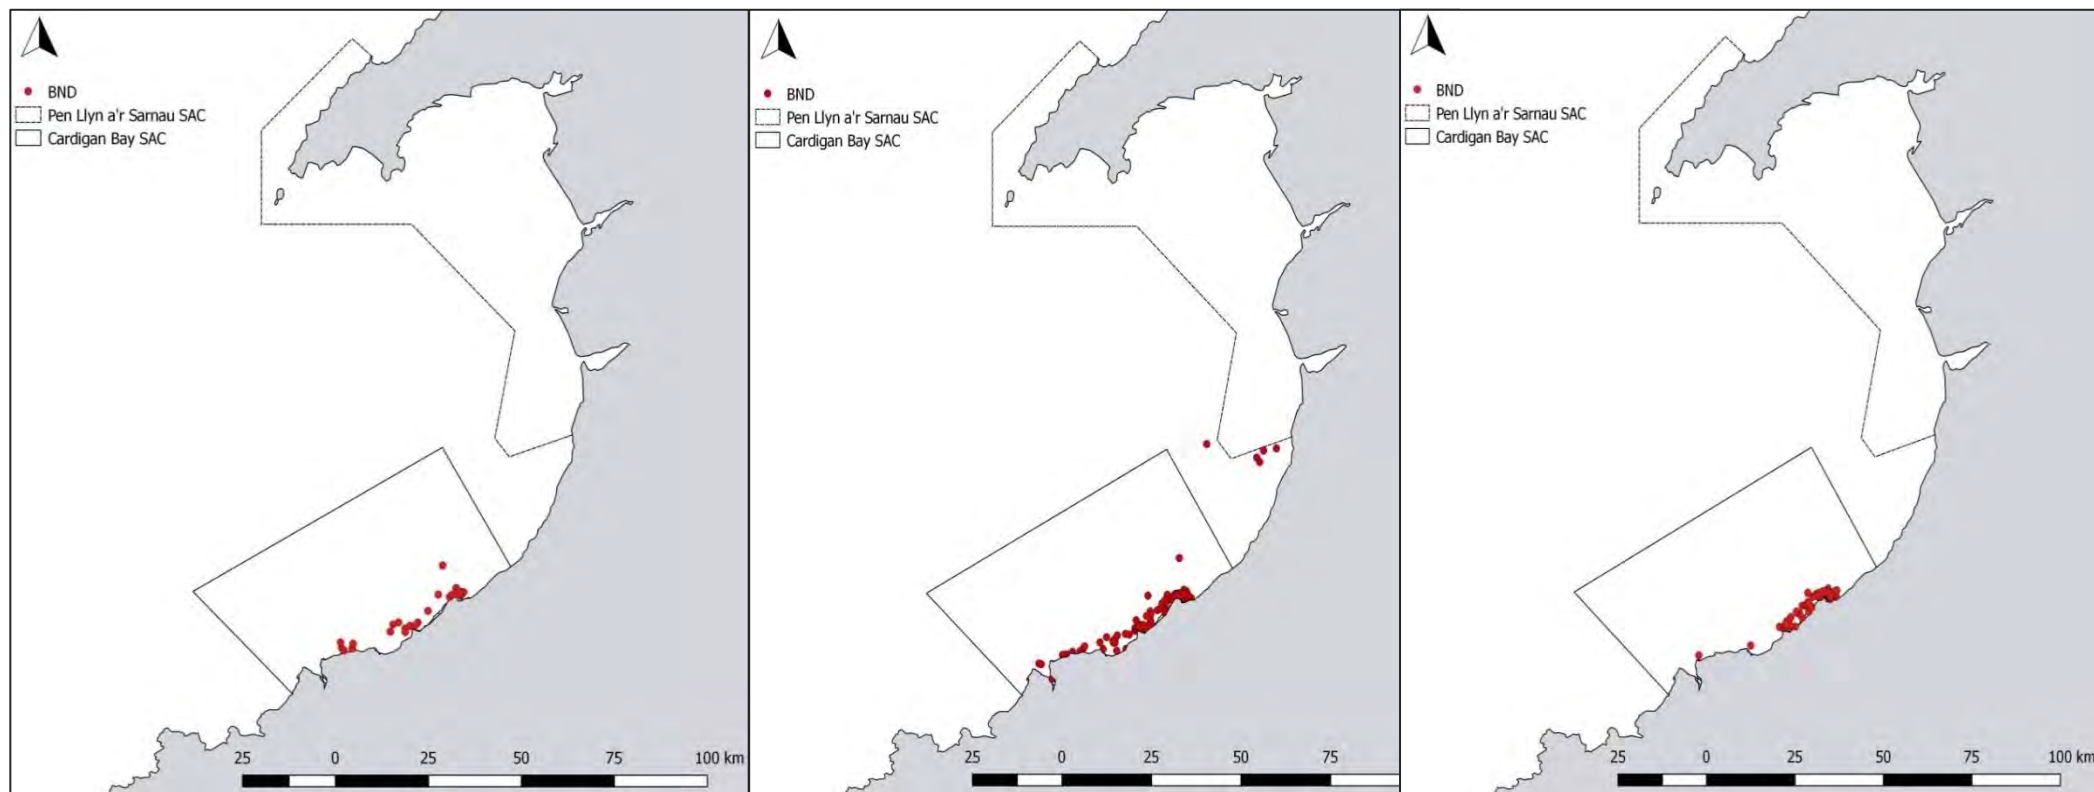 BND
Pen Llyn a'r Sarnau SAC
Cardigan Bay SAC
25 0 25 50 75 100 km
BND
Pen Llyn a'r Sarnau SAC
Cardigan Bay SAC
25 0 25 50 75
BND
Pen Llyn a'r Sarnau SAC
Cardigan Bay SAC
25 0 25 50 75 100 km